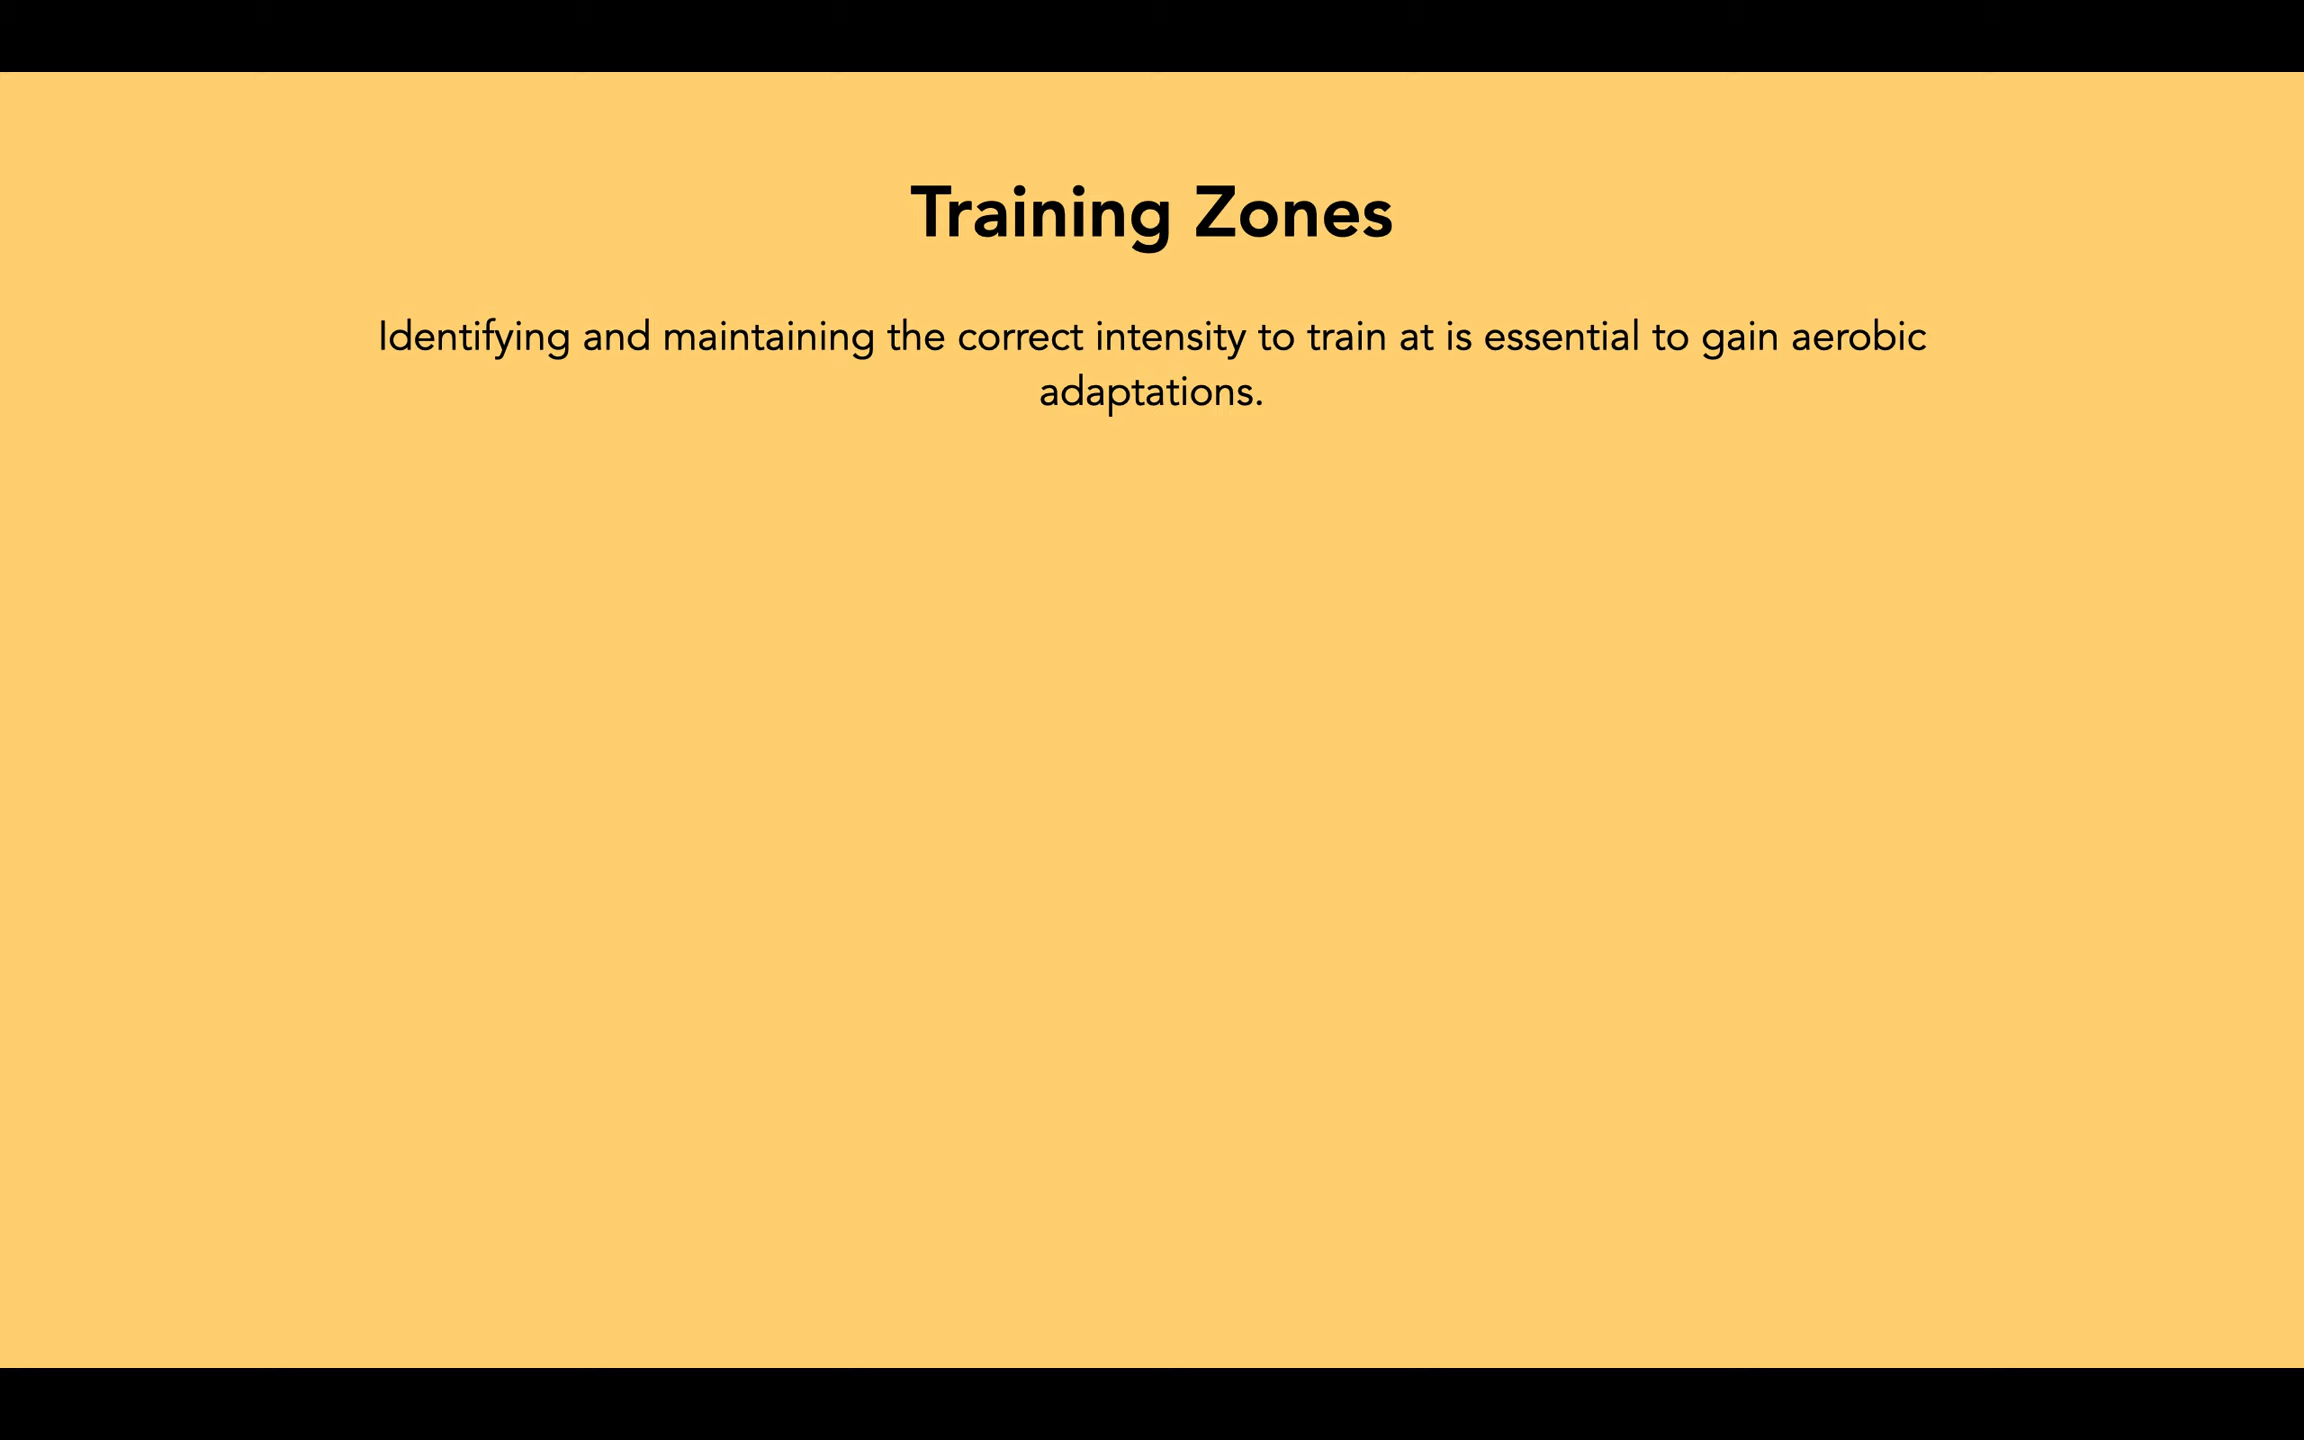 Training Zones
Identifying and maintaining the correct intensity to train at is essential to gain aerobic
adaptations.